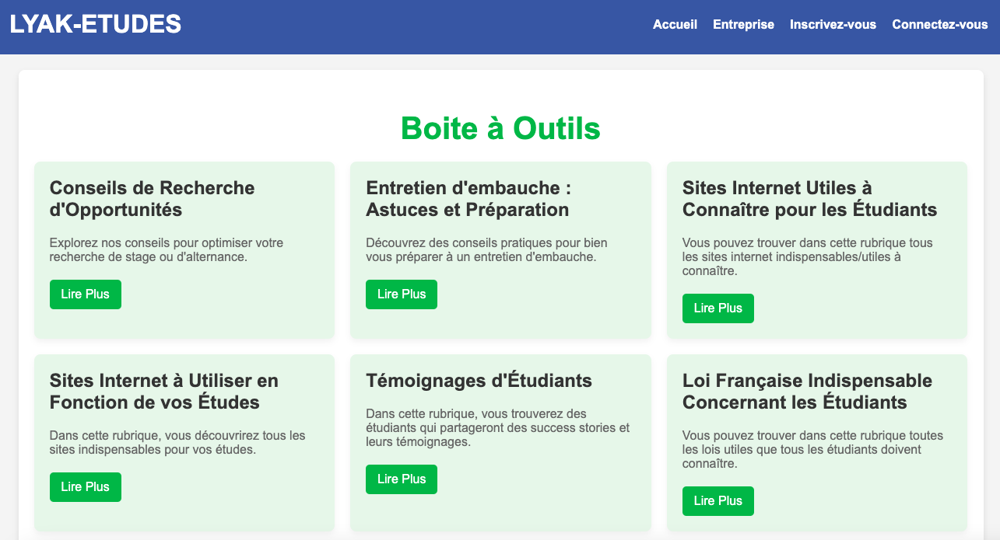 LYAK-ETUDES
Accueil Entreprise Inscrivez-vous Connectez-vous
Boite à Outils
Conseils de Recherche
d'Opportunités
Explorez nos conseils pour optimiser votre
recherche de stage ou d'alternance.
Lire Plus
Entretien d'embauche :
Astuces et Préparation
Découvrez des conseils pratiques pour bien
vous préparer à un entretien d'embauche.
Lire Plus
Sites Internet Utiles à
Connaître pour les Étudiants
Vous pouvez trouver dans cette rubrique tous
les sites internet indispensables/utiles à
connaître.
Lire Plus
Sites Internet à Utiliser en
Fonction de vos Études
Dans cette rubrique, vous découvrirez tous les
sites indispensables pour vos études.
Lire Plus
Témoignages d'Étudiants
Dans cette rubrique, vous trouverez des
étudiants qui partageront des success stories et
leurs témoignages.
Lire Plus
Loi Française Indispensable
Concernant les Étudiants
Vous pouvez trouver dans cette rubrique toutes
les lois utiles que tous les étudiants doivent
connaître.
Lire Plus